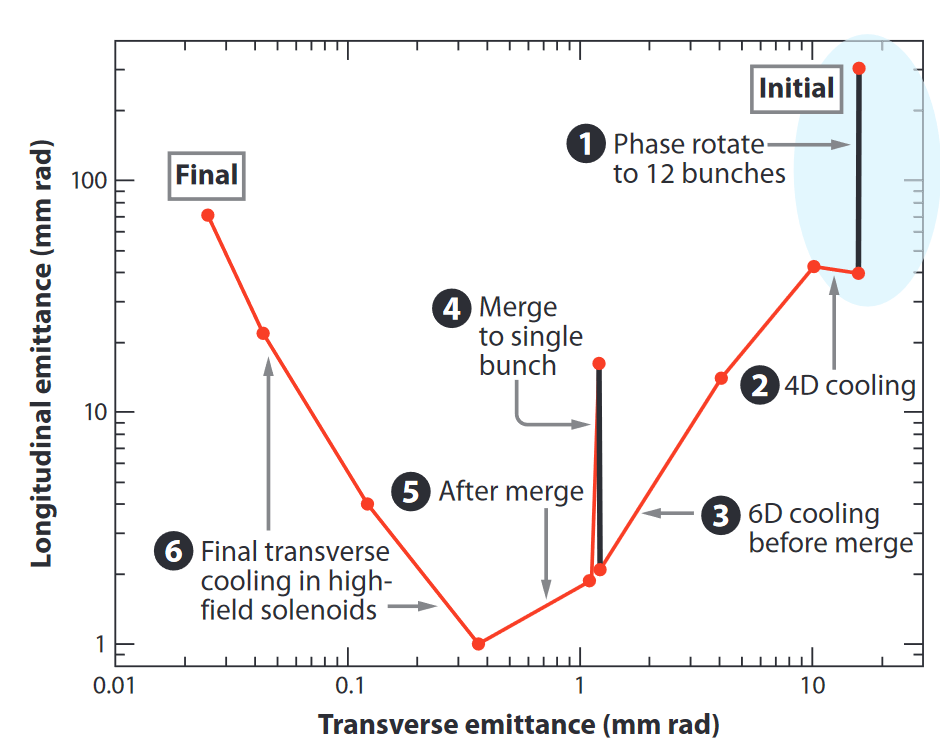 Initial
1 Phase rotate
to 12 bunches
Final
4 Merge
to single
bunch
2 4D cooling
5 After merge
3 6D cooling
before merge
6 Final transverse
cooling in high-
field solenoids
Longitudinal emittance (mm rad)
100
10
1
0.01 0.1 1 10
Transverse emittance (mm rad)